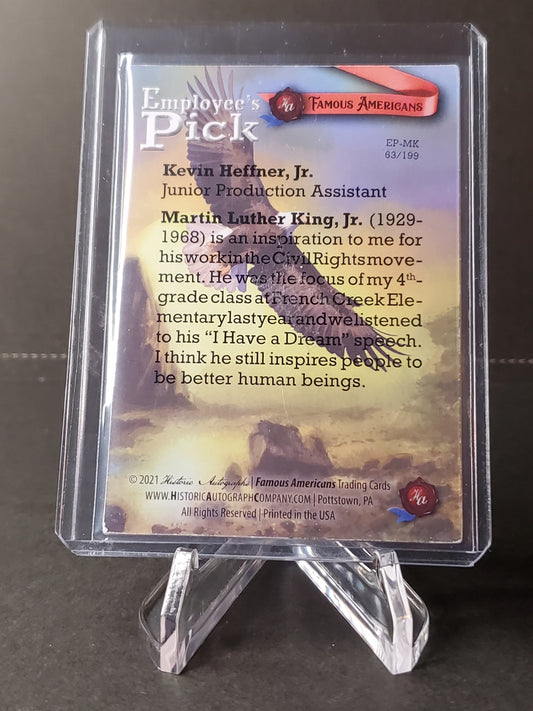 Employee's
Pick
HA FAMOUS AMERICANS
EP-MK
63/199
Kevin Heffner, Jr.
Junior Production Assistant
Martin Luther King, Jr. (1929-
1968) is an inspiration to me for
his work in the Civil Rights move-
ment. He was the focus of my 4th-
grade class at French Creek Ele-
mentary last year and we listened
to his “I Have a Dream” speech.
I think he still inspires people to
be better human beings.
© 2021 Historic Autographs | Famous Americans Trading Cards
WWW.HISTORICAUTOGRAPHCOMPANY.COM | Pottstown, PA
All Rights Reserved | Printed in the USA
HA